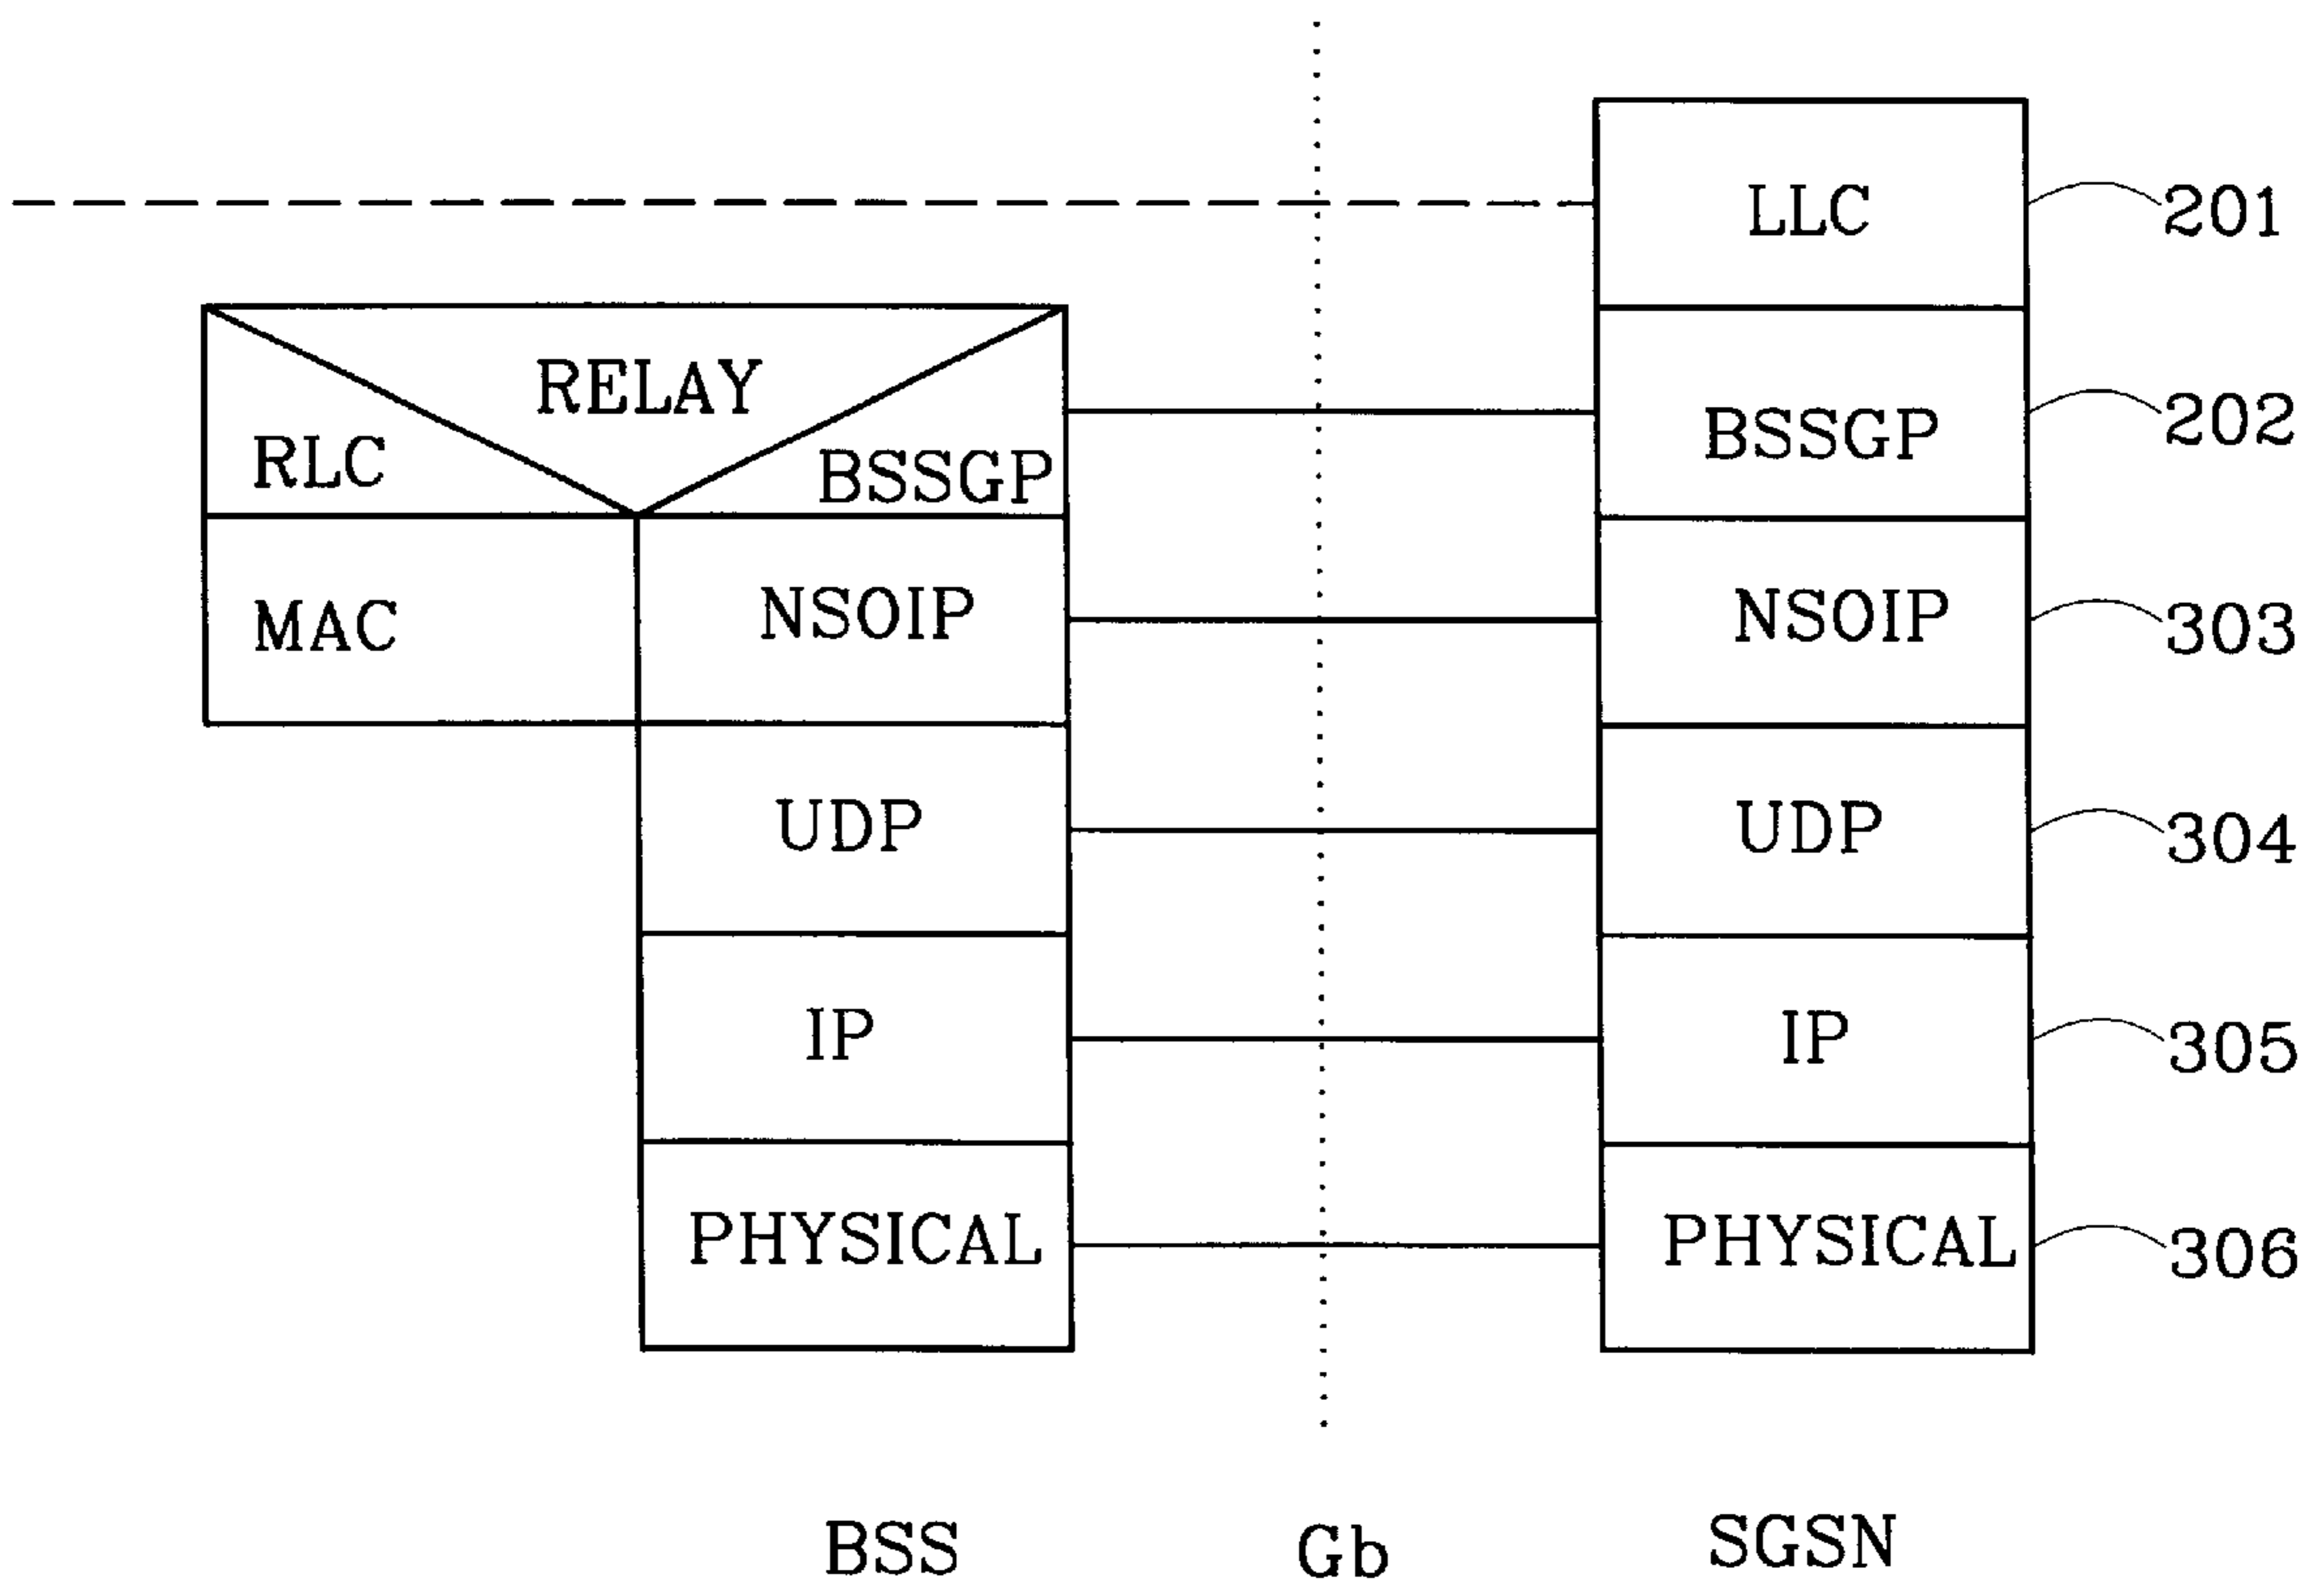 LLC 201
RELAY
RLC BSSGP BSSGP 202
MAC NSOIP NSOIP 303
UDP UDP 304
IP IP 305
PHYSICAL PHYSICAL 306
BSS Gb SGSN